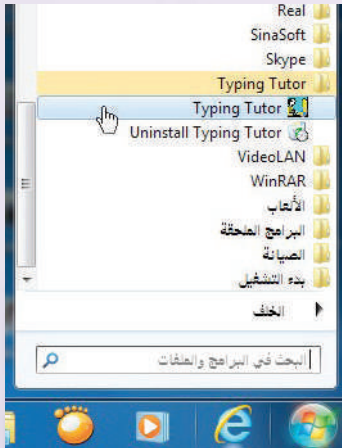 Real
SinaSoft
Skype
Typing Tutor
Typing Tutor
Uninstall Typing Tutor
VideoLAN
WinRAR
الألعاب
البرامج الملحقة
الصيانة
بدء التشغيل
الخلف
البحث في البرامج والملفات